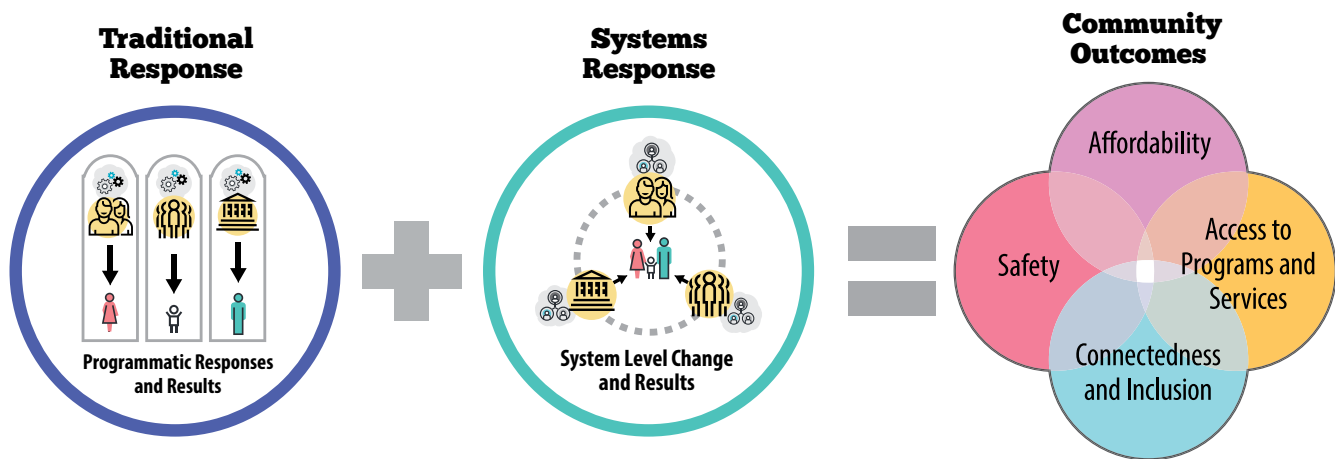 Traditional
Response
Programmatic Responses
and Results
Systems
Response
System Level Change
and Results
Community
Outcomes
Affordability
Safety
Access to
Programs and
Services
Connectedness
and Inclusion